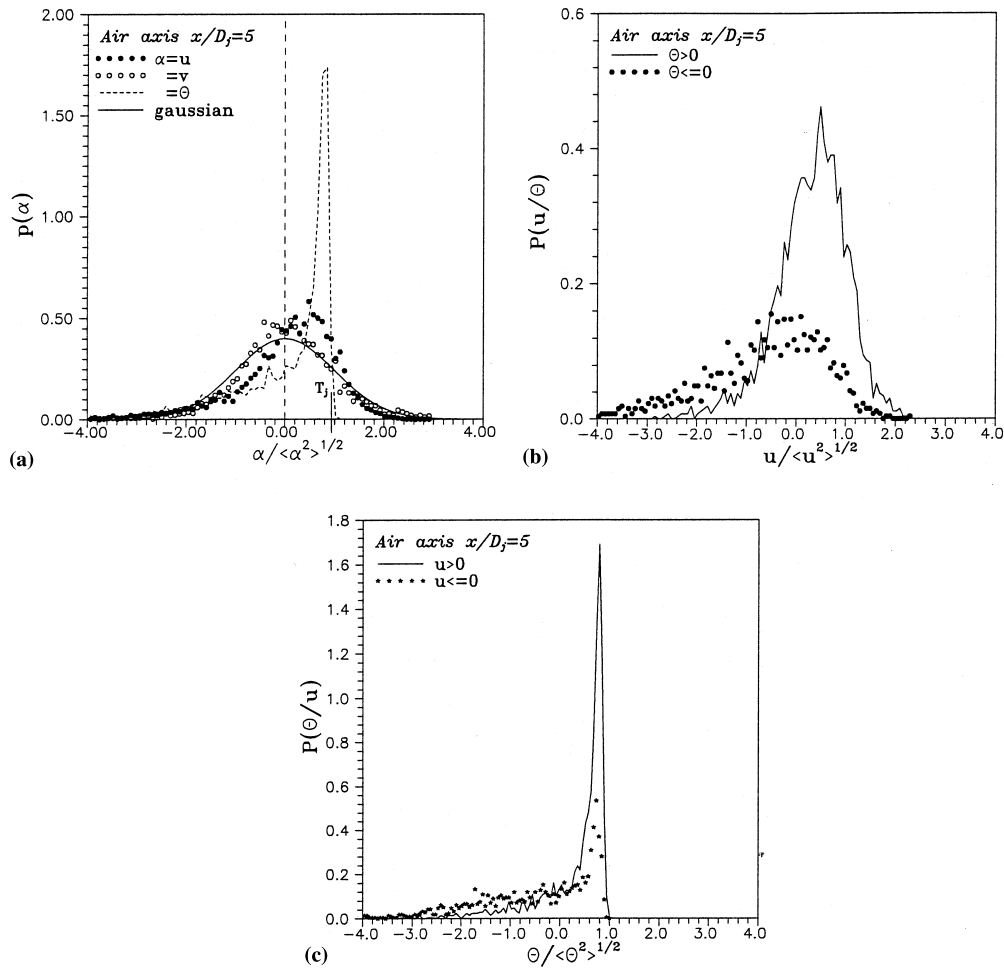 2.00
1.50
1.00
0.50
0.00
p(α)
Air axis x/Dj=5
α=u
=v
=Θ
gaussian
Tj
−4.00
−2.00
0.00
2.00
4.00
α/<α²>1/2
(a)
0.6
0.4
0.2
0.0
P(u/Θ)
Air axis x/Dj=5
Θ>0
Θ<=0
−4.0
−3.0
−2.0
−1.0
0.0
1.0
2.0
3.0
4.0
u/<u²>1/2
(b)
1.8
1.6
1.4
1.2
1.0
0.8
0.6
0.4
0.2
0.0
P(Θ/u)
Air axis x/Dj=5
u>0
u<=0
−4.0
−3.0
−2.0
−1.0
0.0
1.0
2.0
3.0
4.0
Θ/<Θ²>1/2
(c)